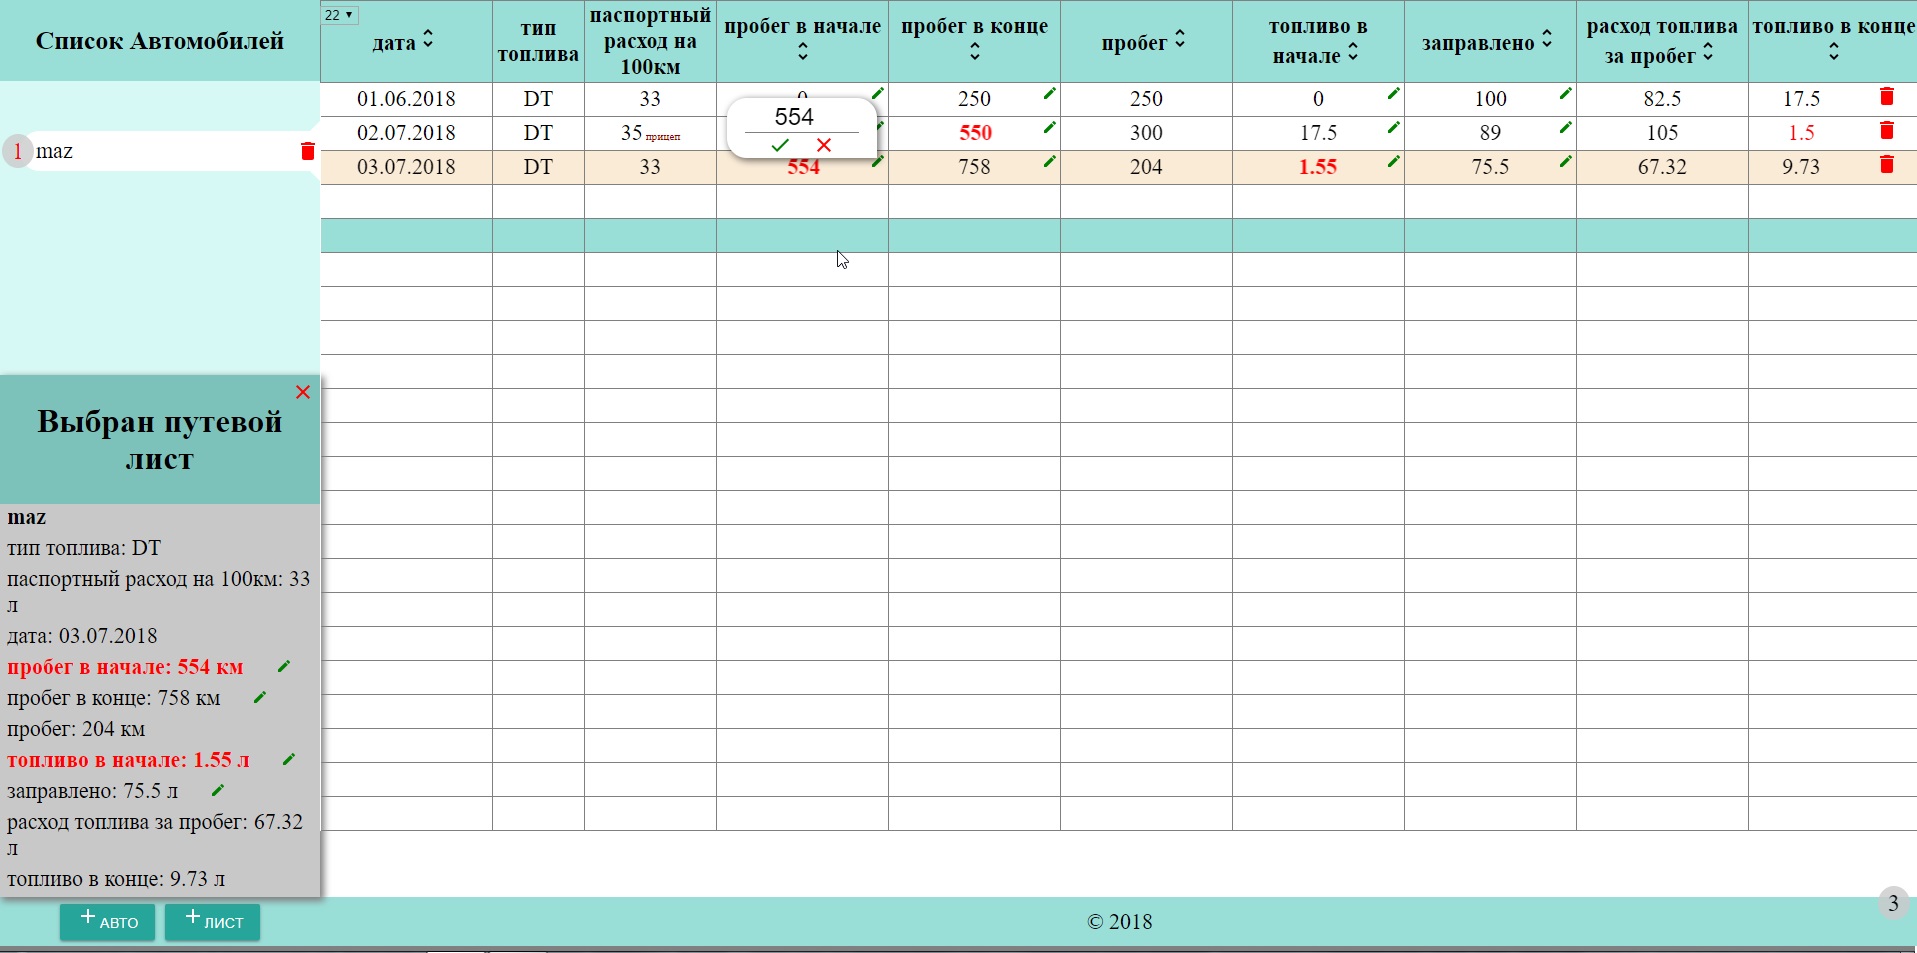 Список Автомобилей
1 maz
22
дата
тип
топлива
паспортный
расход на
100км
пробег в начале
пробег в конце
пробег
топливо в
начале
заправлено
расход топлива
за пробег
топливо в конце
01.06.2018 DT 33 0 250 250 0 100 82.5 17.5
02.07.2018 DT 35 прицеп 550 300 17.5 89 105 1.5
03.07.2018 DT 33 554 758 204 1.55 75.5 67.32 9.73
554
Выбран путевой
лист
maz
тип топлива: DT
паспортный расход на 100км: 33
л
дата: 03.07.2018
пробег в начале: 554 км
пробег в конце: 758 км
пробег: 204 км
топливо в начале: 1.55 л
заправлено: 75.5 л
расход топлива за пробег: 67.32
л
топливо в конце: 9.73 л
АВТО
ЛИСТ
© 2018
3